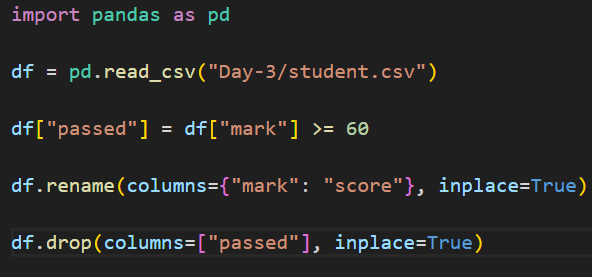 import pandas as pd
df = pd.read_csv("Day-3/student.csv")
df["passed"] = df["mark"] >= 60
df.rename(columns={"mark": "score"}, inplace=True)
df.drop(columns=["passed"], inplace=True)